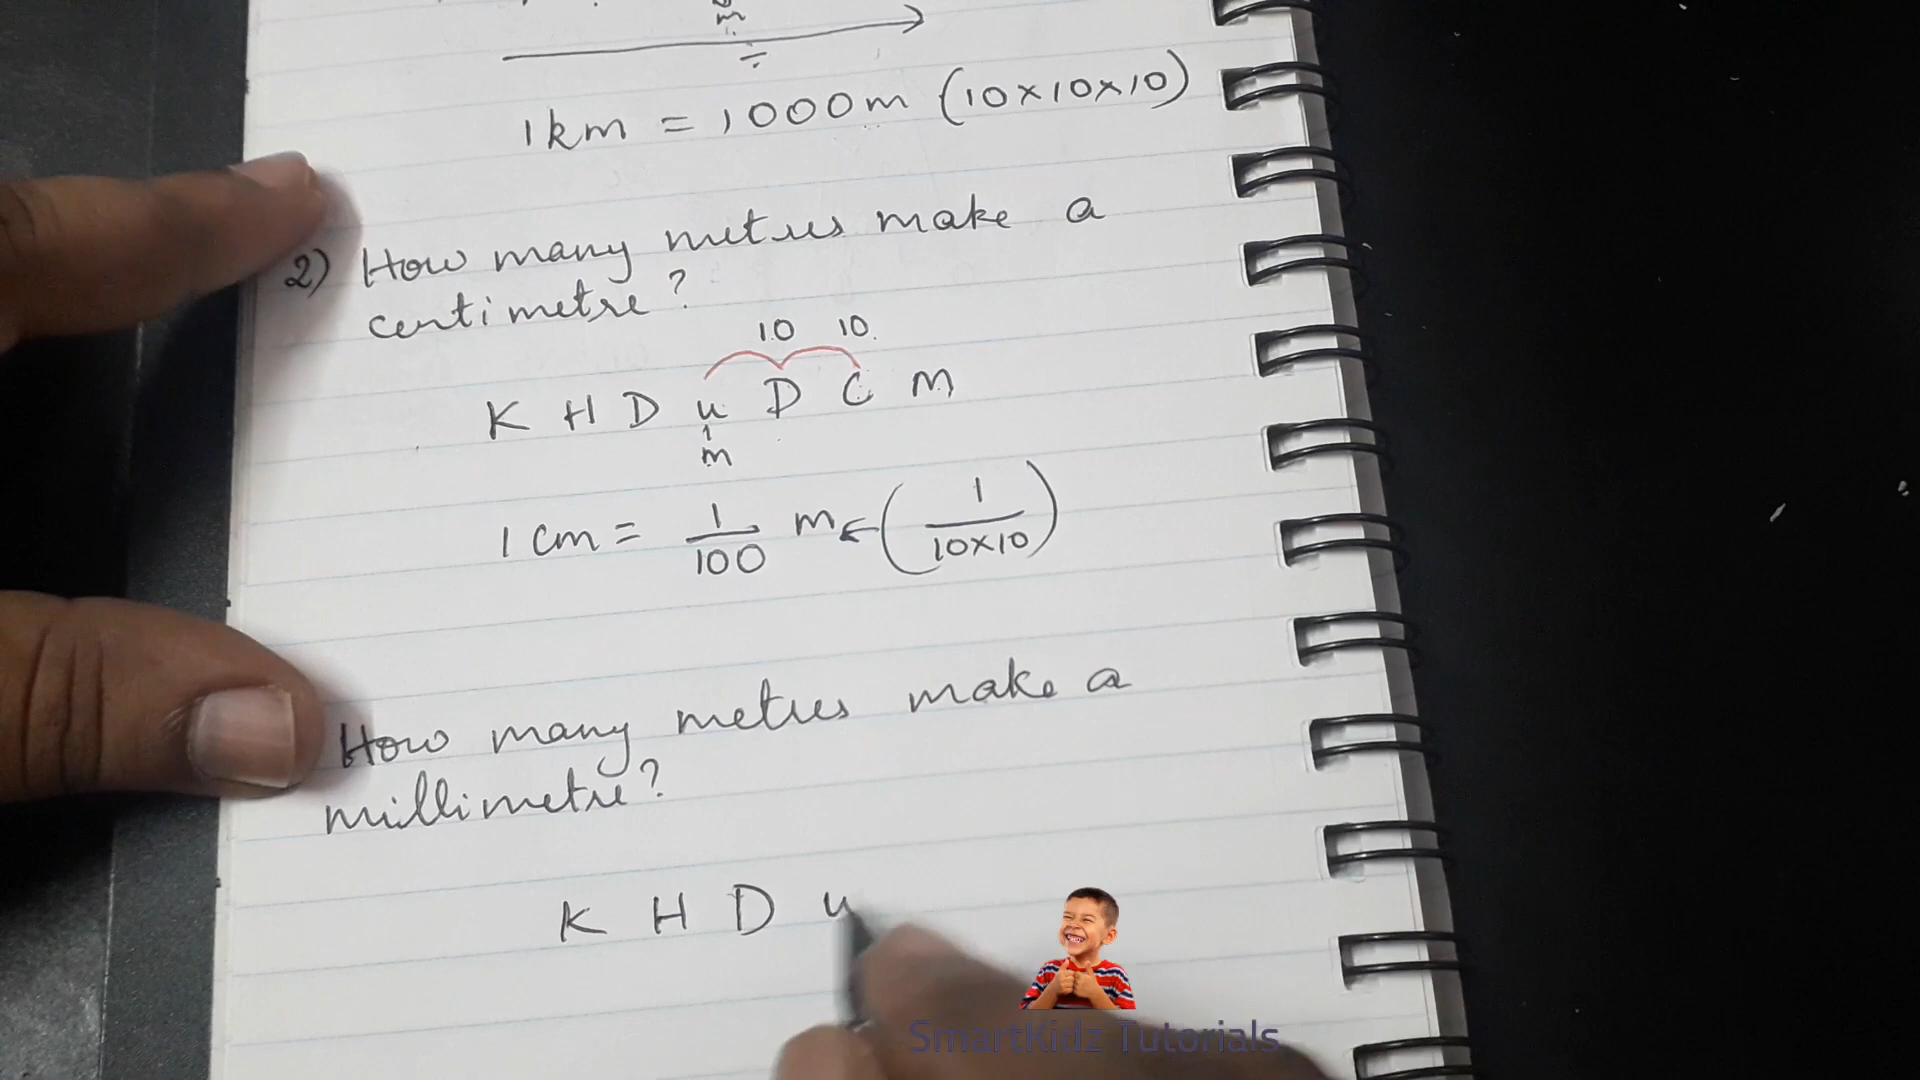 m
÷
1km = 1000m (10×10×10)
2) How many metres make a
centimetre?
10 10
K H D u D C M
m
1 cm = 1/100 m ← (1/10×10)
How many metres make a
millimetre?
K H D u
SmartKidz Tutorials